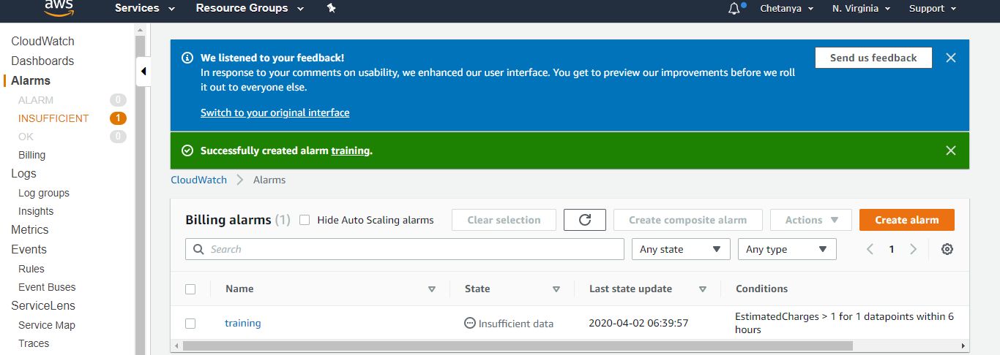 aws Services Resource Groups Chetanya N. Virginia Support
CloudWatch
Dashboards
Alarms
ALARM 0
INSUFFICIENT 1
OK 0
Billing
Logs
Log groups
Insights
Metrics
Events
Rules
Event Buses
ServiceLens
Service Map
Traces
We listened to your feedback!
In response to your comments on usability, we enhanced our user interface. You get to preview our improvements before we roll
it out to everyone else.
Switch to your original interface
Send us feedback
Successfully created alarm training.
CloudWatch Alarms
Billing alarms (1) Hide Auto Scaling alarms Clear selection Create composite alarm Actions Create alarm
Search Any state Any type 1
Name State Last state update Conditions
training Insufficient data 2020-04-02 06:39:57 EstimatedCharges > 1 for 1 datapoints within 6
hours